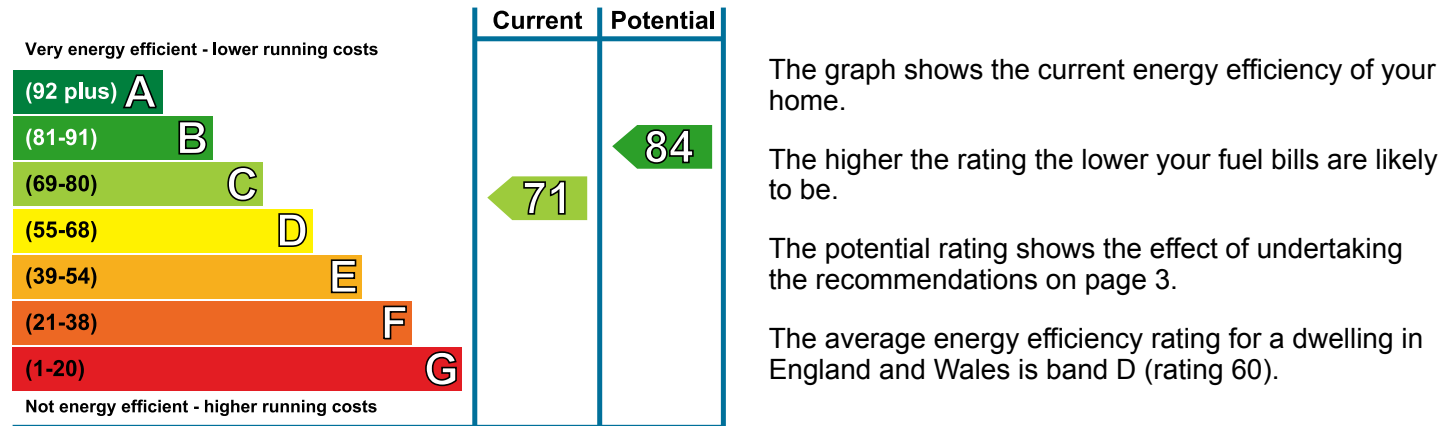 Current Potential
Very energy efficient - lower running costs
(92 plus) A
(81-91) B
84
(69-80) C
71
(55-68) D
(39-54) E
(21-38) F
(1-20) G
Not energy efficient - higher running costs
The graph shows the current energy efficiency of your
home.
The higher the rating the lower your fuel bills are likely
to be.
The potential rating shows the effect of undertaking
the recommendations on page 3.
The average energy efficiency rating for a dwelling in
England and Wales is band D (rating 60).